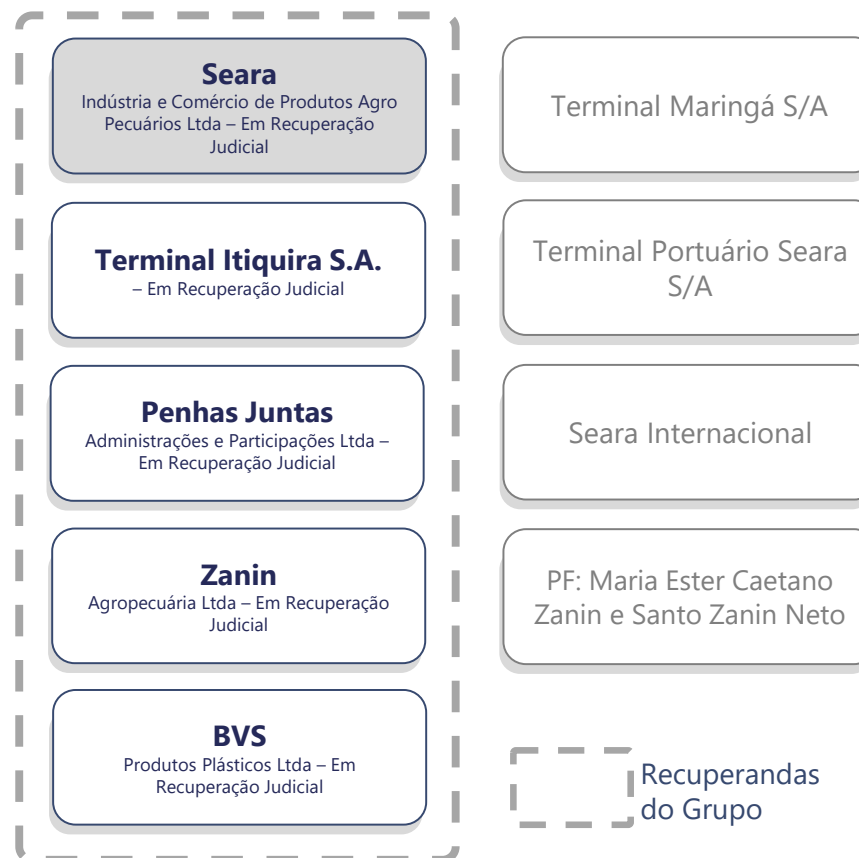 Seara
Indústria e Comércio de Produtos Agro
Pecuários Ltda – Em Recuperação
Judicial
Terminal Itiquira S.A.
– Em Recuperação Judicial
Penhas Juntas
Administrações e Participações Ltda –
Em Recuperação Judicial
Zanin
Agropecuária Ltda – Em Recuperação
Judicial
BVS
Produtos Plásticos Ltda – Em
Recuperação Judicial
Terminal Maringá S/A
Terminal Portuário Seara
S/A
Seara Internacional
PF: Maria Ester Caetano
Zanin e Santo Zanin Neto
Recuperandas
do Grupo